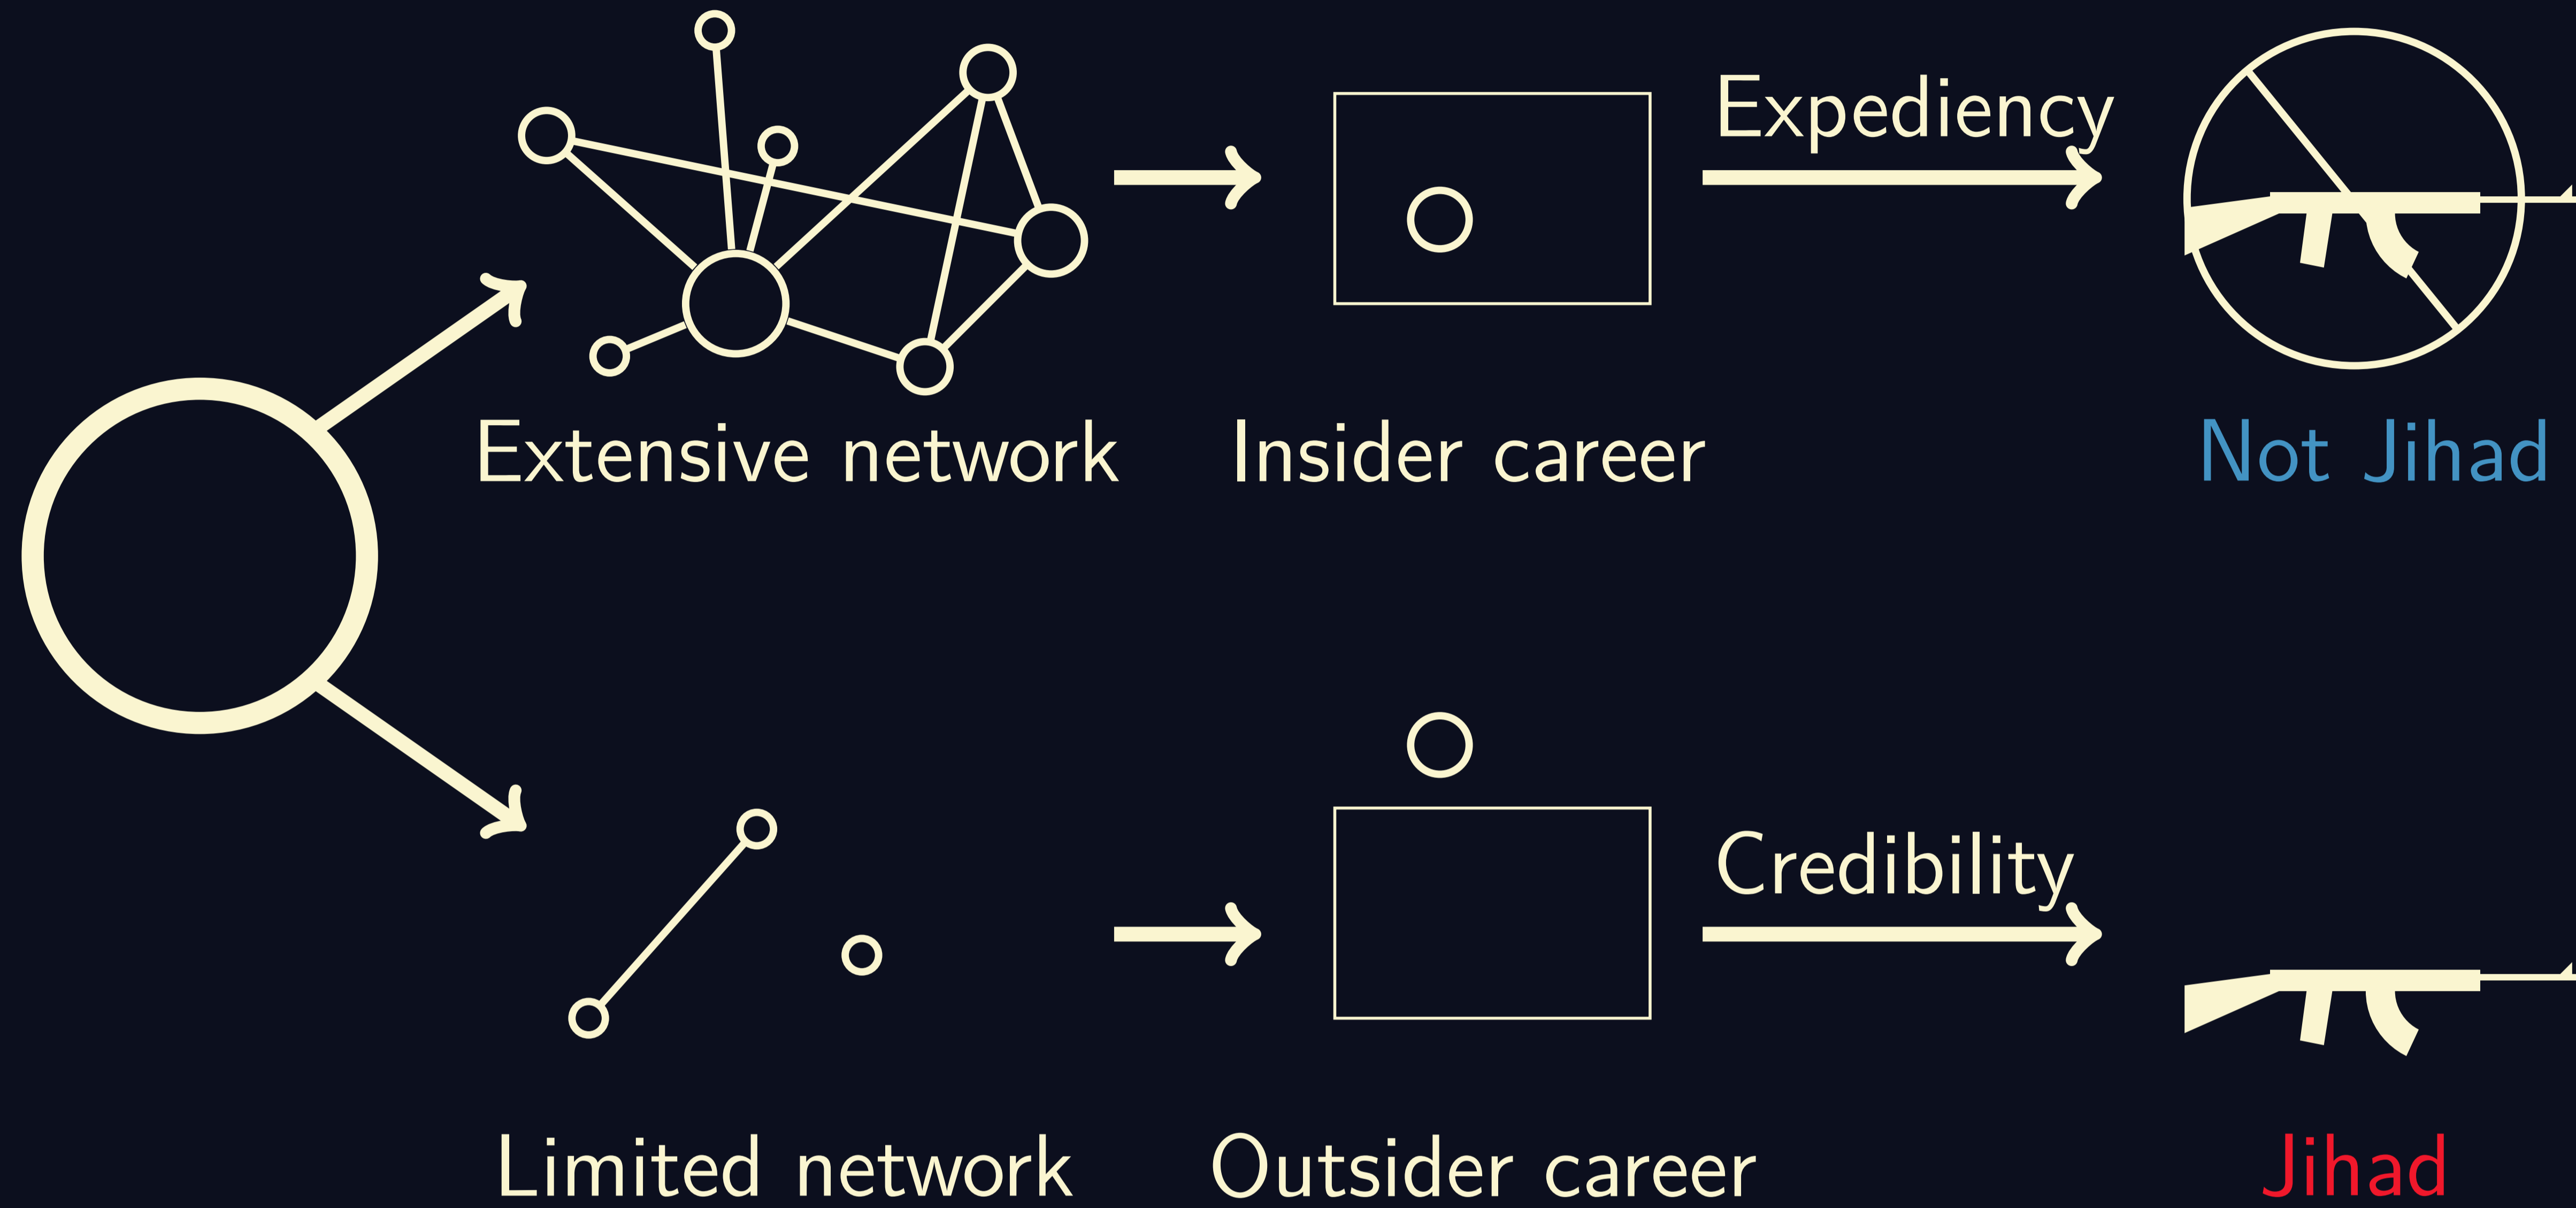 Expediency
Extensive network
Insider career
Not Jihad
Credibility
Limited network
Outsider career
Jihad